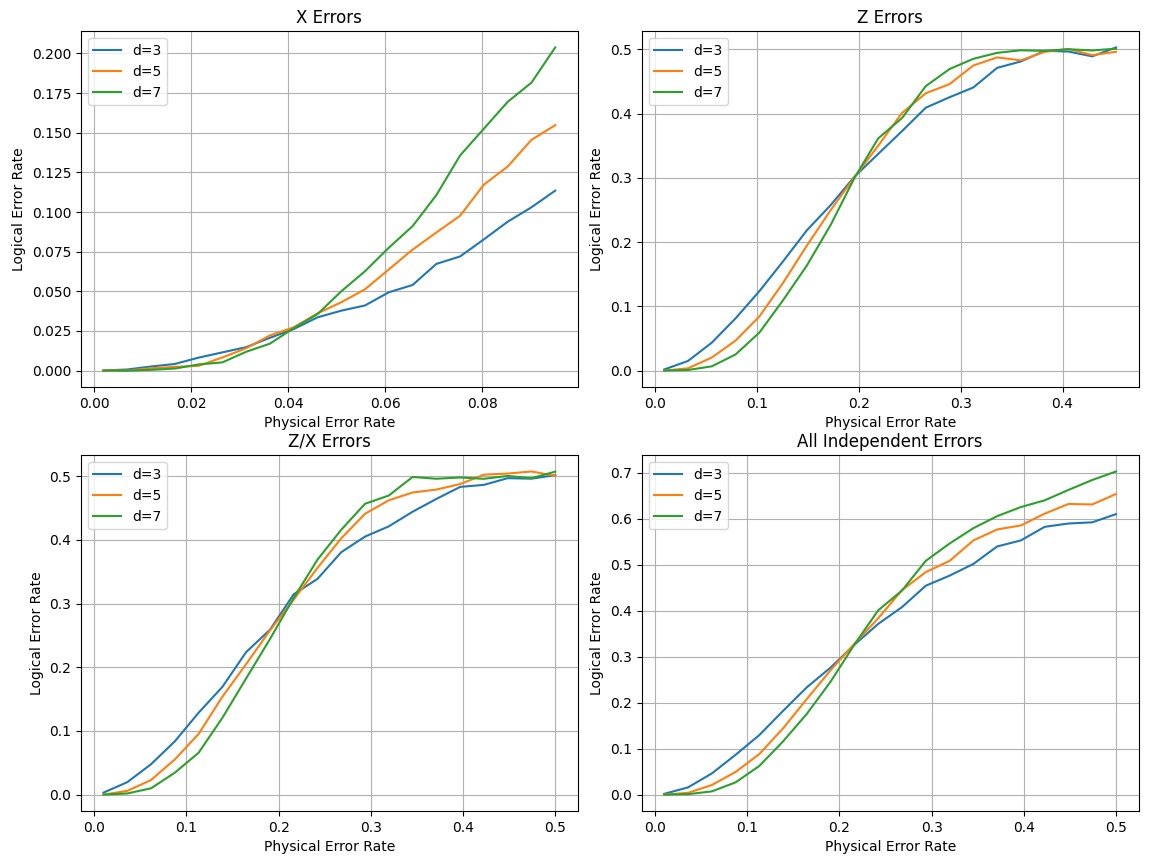 X Errors
d=3
d=5
d=7
0.200
0.175
0.150
0.125
0.100
0.075
0.050
0.025
0.000
Logical Error Rate
0.00 0.02 0.04 0.06 0.08
Physical Error Rate
Z Errors
d=3
d=5
d=7
0.5
0.4
0.3
0.2
0.1
0.0
Logical Error Rate
0.0 0.1 0.2 0.3 0.4
Physical Error Rate
Z/X Errors
d=3
d=5
d=7
0.5
0.4
0.3
0.2
0.1
0.0
Logical Error Rate
0.0 0.1 0.2 0.3 0.4 0.5
Physical Error Rate
All Independent Errors
d=3
d=5
d=7
0.7
0.6
0.5
0.4
0.3
0.2
0.1
0.0
Logical Error Rate
0.0 0.1 0.2 0.3 0.4 0.5
Physical Error Rate